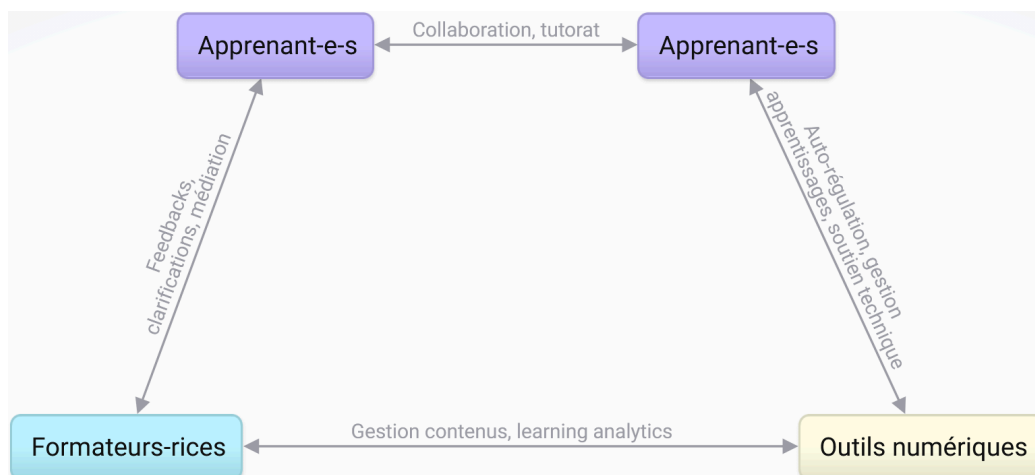 Apprenant-e-s
Collaboration, tutorat
Apprenant-e-s
Feedbacks,
clarifications, médiation
Auto-régulation, gestion
apprentissages, soutien technique
Formateurs-rices
Gestion contenus, learning analytics
Outils numériques